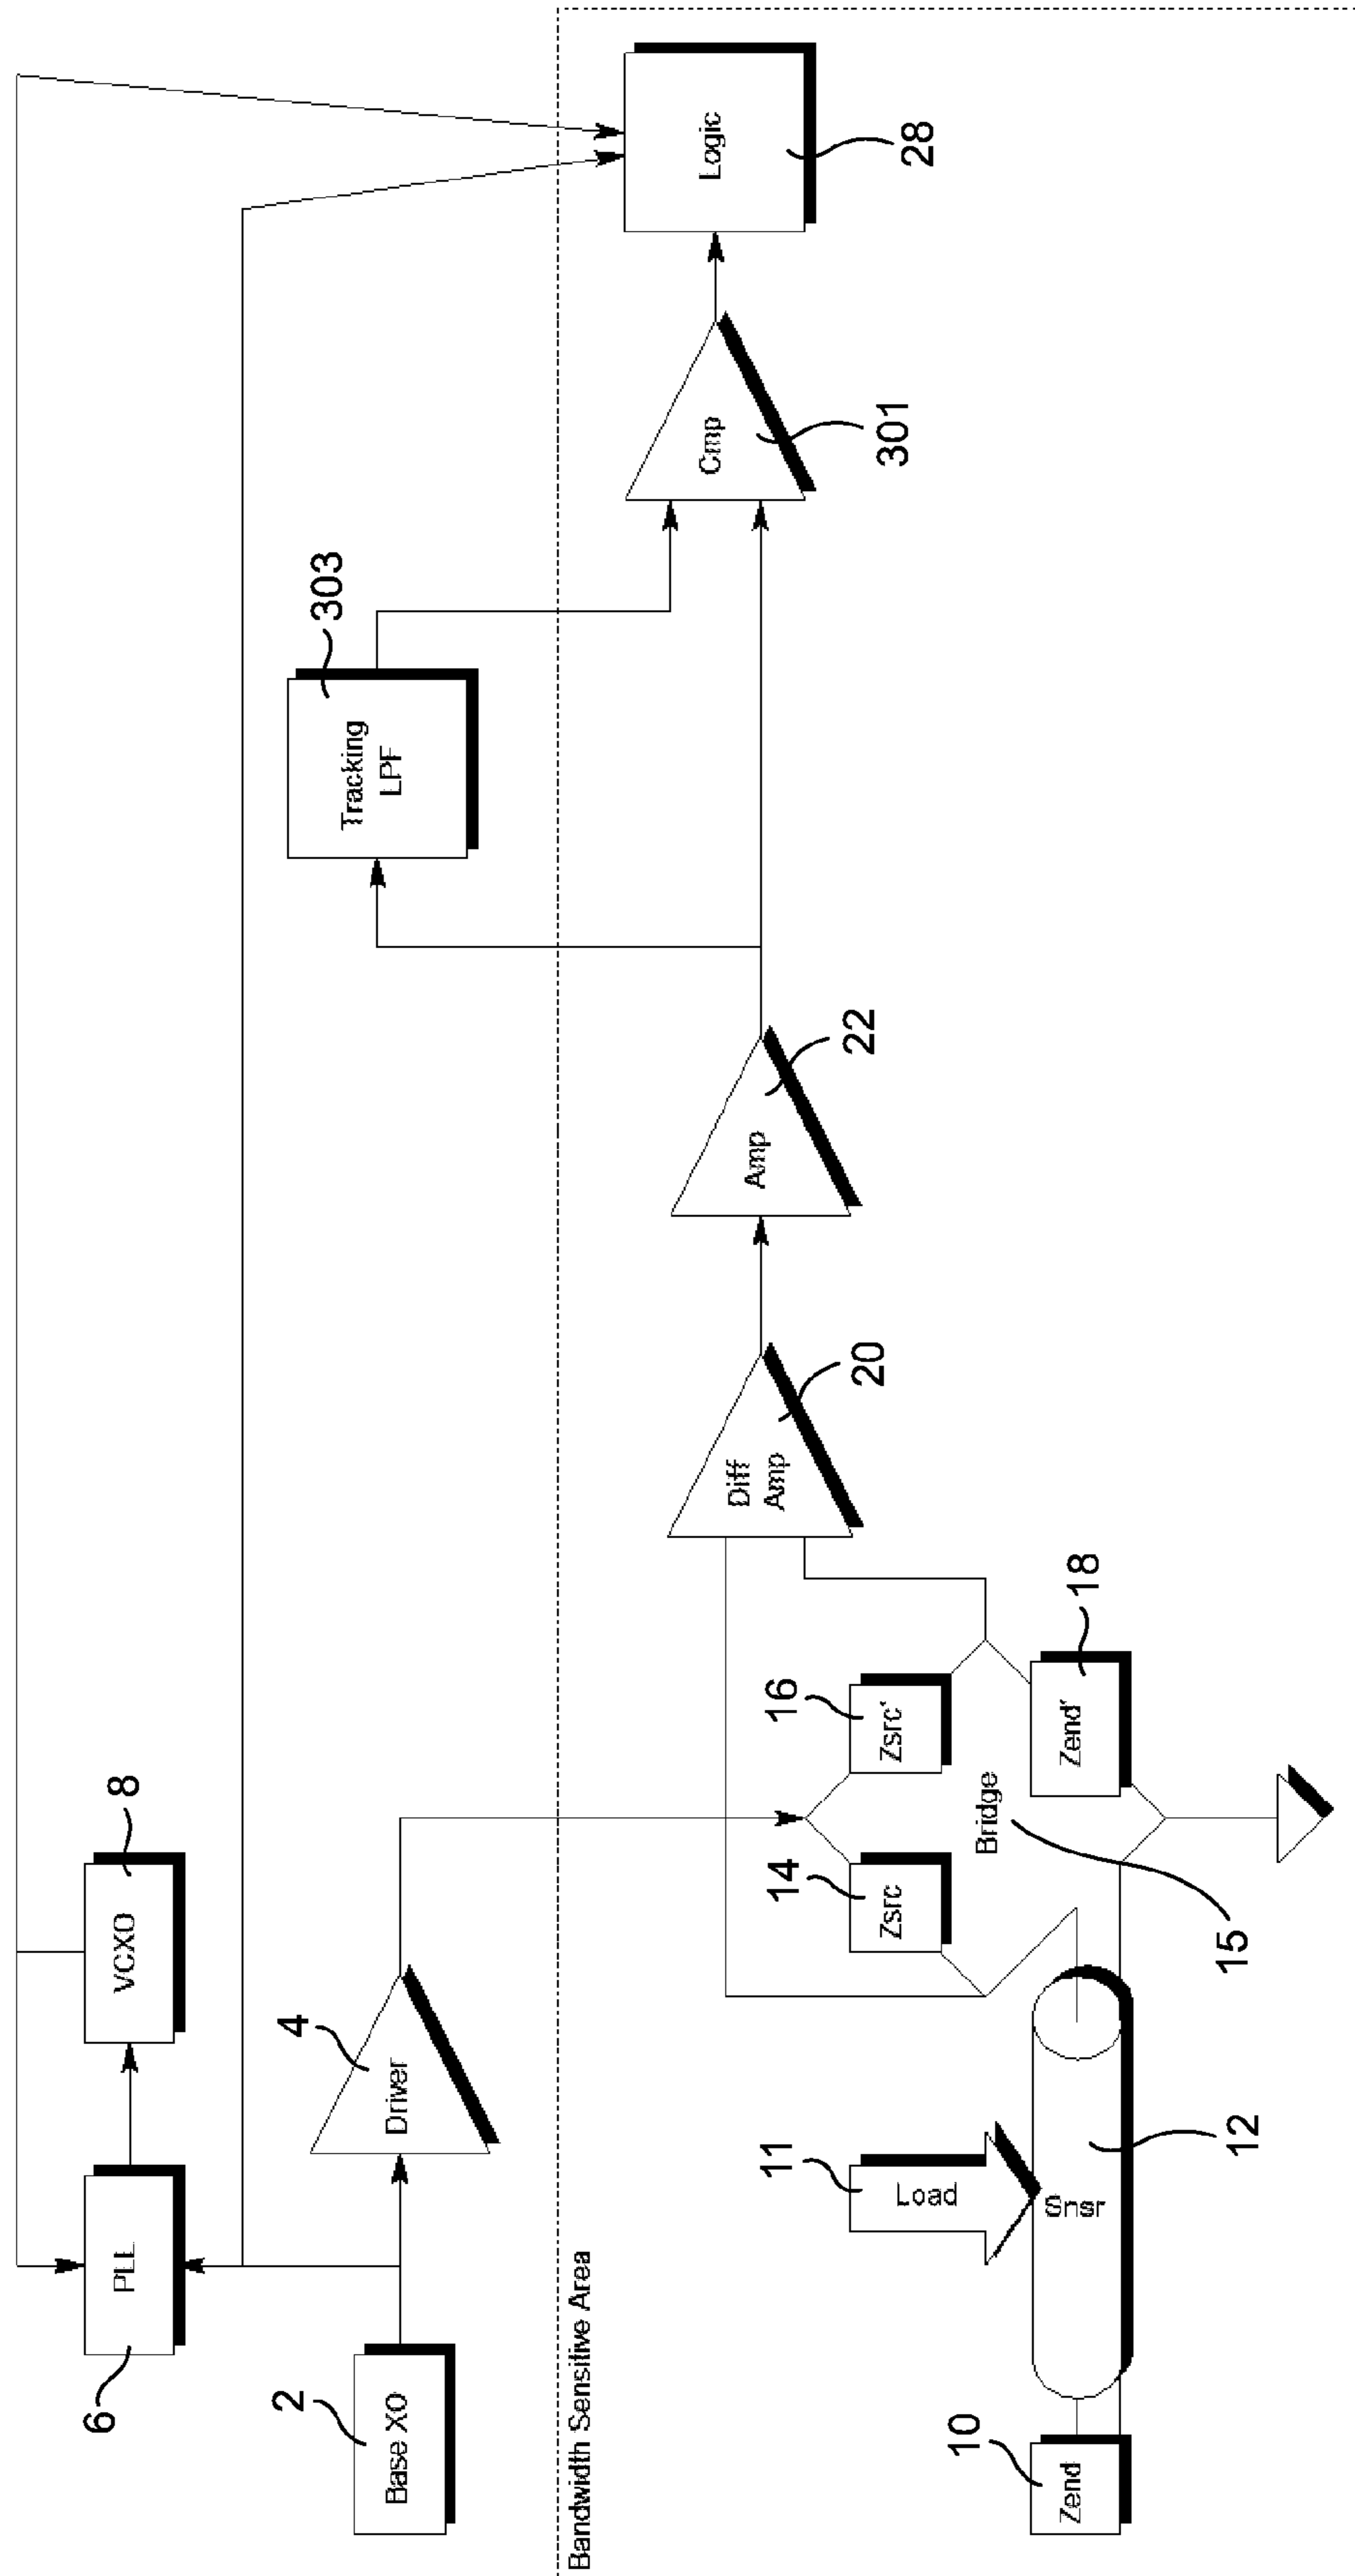 6
PLL
VCXO
8
2
Base XO
4
Driver
Tracking
LPF
303
Bandwidth Sensitive Area
Logic
28
Cmp
301
Amp
22
Diff
Amp
20
14
Zsrc
16
Zsrc'
Bridge
15
18
Zend'
11
Load
Snsr
12
10
Zend